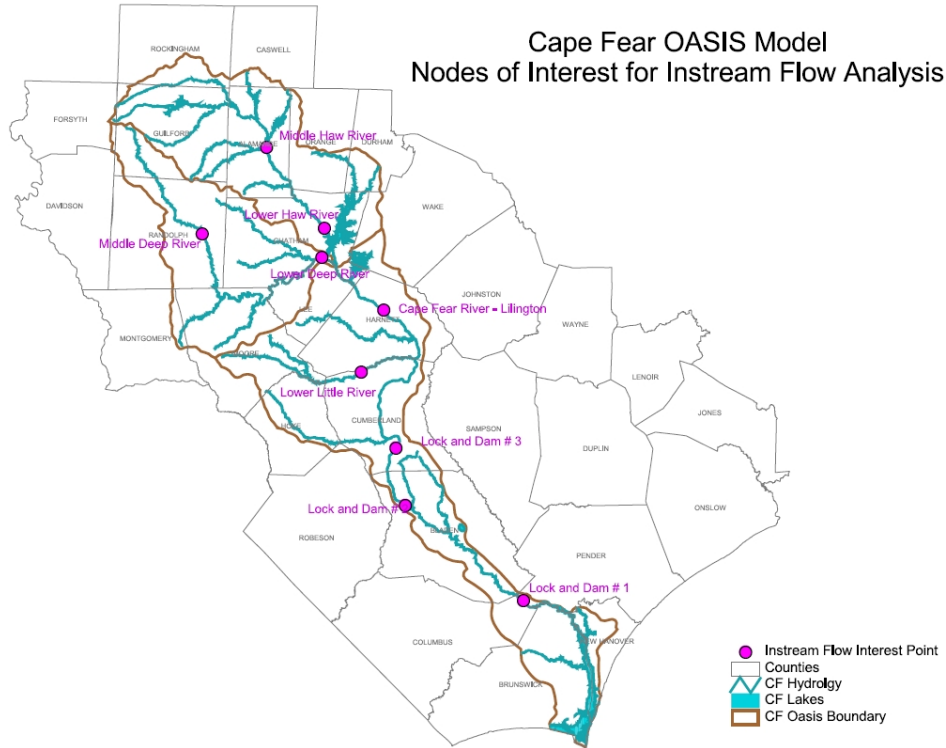 Cape Fear OASIS Model
Nodes of Interest for Instream Flow Analysis
ROCKINGHAM
CASWELL
FORSYTH
GUILFORD
Middle Haw River
ORANGE
DURHAM
DAVIDSON
WAKE
Lower Haw River
RANDOLPH
CHATHAM
Middle Deep River
Lower Deep River
JOHNSTON
Cape Fear River - Lilington
LEE
HARNETT
WAYNE
MONTGOMERY
MOORE
LENOIR
Lower Little River
JONES
HOKE
CUMBERLAND
SAMPSON
Lock and Dam # 3
DUPLIN
ONSLOW
Lock and Dam #
BLADEN
ROBESON
PENDER
Lock and Dam # 1
COLUMBUS
NEW HANOVER
BRUNSWICK
Instream Flow Interest Point
Counties
CF Hydrolgy
CF Lakes
CF Oasis Boundary